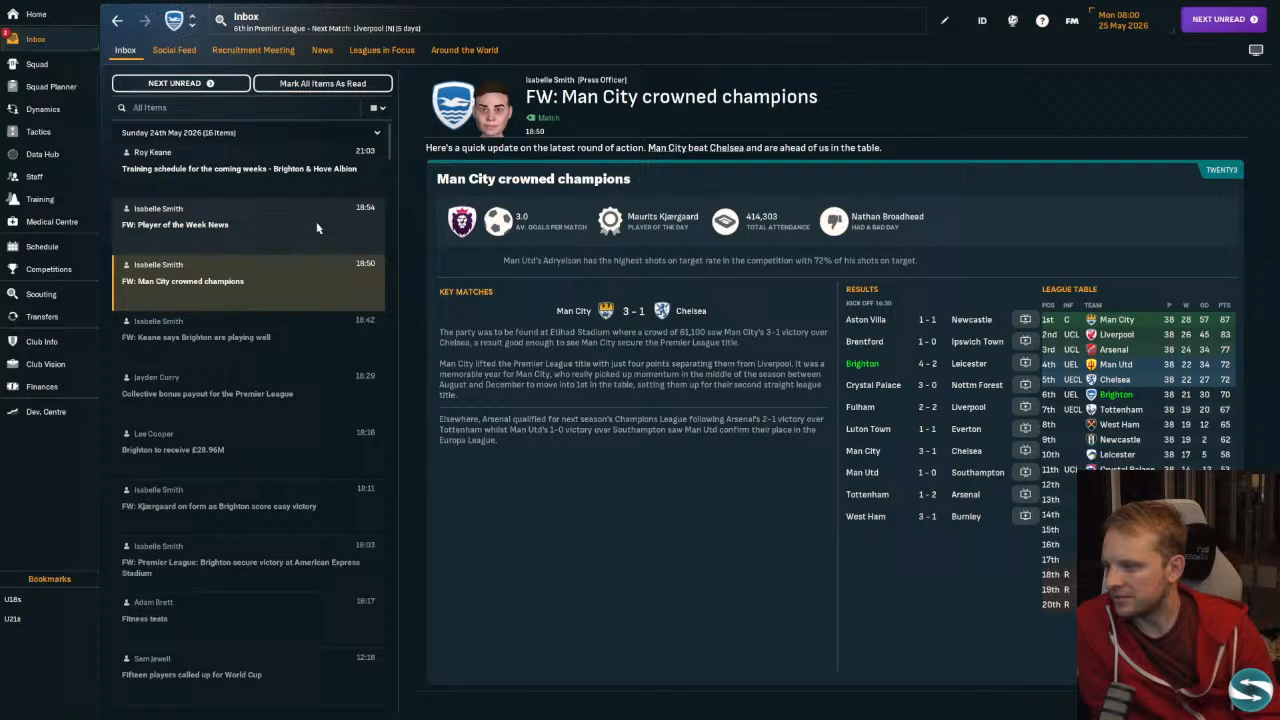 Home
2
Inbox
Squad
Squad Planner
Dynamics
Tactics
Data Hub
Staff
Training
Medical Centre
Schedule
Competitions
Scouting
Transfers
Club Info
Club Vision
Finances
Dev. Centre
Bookmarks
U18s
U21s
Inbox
6th in Premier League - Next Match: Liverpool (N) (5 days)
ID
FM
Mon 08:00
25 May 2026
NEXT UNREAD
Inbox
Social Feed
Recruitment Meeting
News
Leagues in Focus
Around the World
NEXT UNREAD
Mark All Items As Read
All Items
Sunday 24th May 2026 (16 items)
Roy Keane 21:03
Training schedule for the coming weeks - Brighton & Hove Albion
Isabelle Smith 18:54
FW: Player of the Week News
Isabelle Smith 18:50
FW: Man City crowned champions
Isabelle Smith 18:42
FW: Keane says Brighton are playing well
Jayden Curry 18:29
Collective bonus payout for the Premier League
Lee Cooper 18:16
Brighton to receive £28.96M
Isabelle Smith 18:11
FW: Kjærgaard on form as Brighton score easy victory
Isabelle Smith 18:03
FW: Premier League: Brighton secure victory at American Express
Stadium
Adam Brett 16:17
Fitness tests
Sam Jewell 12:18
Fifteen players called up for World Cup
Isabelle Smith (Press Officer)
FW: Man City crowned champions
Match
18:50
Here's a quick update on the latest round of action. Man City beat Chelsea and are ahead of us in the table.
TWENTY3
Man City crowned champions
3.0
AV. GOALS PER MATCH
Maurits Kjærgaard
PLAYER OF THE DAY
414,303
TOTAL ATTENDANCE
Nathan Broadhead
HAD A BAD DAY
Man Utd's Adryelson has the highest shots on target rate in the competition with 72% of his shots on target.
KEY MATCHES
Man City 3 - 1 Chelsea
The party was to be found at Etihad Stadium where a crowd of 61,100 saw Man City's 3-1 victory over
Chelsea, a result good enough to see Man City secure the Premier League title.
Man City lifted the Premier League title with just four points separating them from Liverpool. It was a
memorable year for Man City, who really picked up momentum in the middle of the season between
August and December to move into 1st in the table, setting them up for their second straight league
title.
Elsewhere, Arsenal qualified for next season's Champions League following Arsenal's 2-1 victory over
Tottenham whilst Man Utd's 1-0 victory over Southampton saw Man Utd confirm their place in the
Europa League.
RESULTS
KICK OFF 16:30
Aston Villa 1 - 1 Newcastle
Brentford 1 - 0 Ipswich Town
Brighton 4 - 2 Leicester
Crystal Palace 3 - 0 Nottm Forest
Fulham 2 - 2 Liverpool
Luton Town 1 - 1 Everton
Man City 3 - 1 Chelsea
Man Utd 1 - 0 Southampton
Tottenham 1 - 2 Arsenal
West Ham 3 - 1 Burnley
LEAGUE TABLE
POS INF TEAM P W GD PTS
1st C Man City 38 28 57 87
2nd UCL Liverpool 38 26 45 83
3rd UCL Arsenal 38 24 34 77
4th UEL Man Utd 38 22 34 72
5th UECL Chelsea 38 22 27 72
6th UEL Brighton 38 21 30 70
7th UECL Tottenham 38 19 20 67
8th West Ham 38 19 12 65
9th Newcastle 38 19 2 62
10th Leicester 38 17 5 58
11th UCL Crystal Palace 38 14
12th
13th
14th
15th
16th
17th
18th R
19th R
20th R